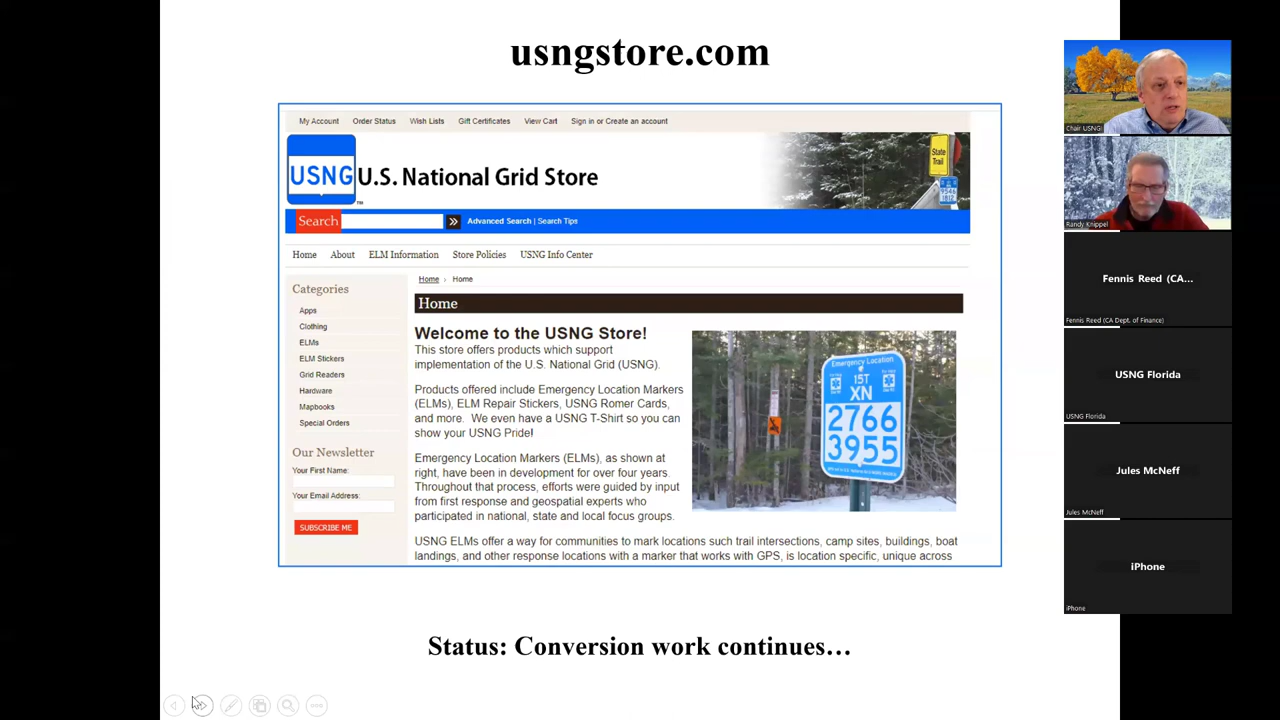 usngstore.com
My Account Order Status Wish Lists Gift Certificates View Cart Sign in or Create an account
USNG
U.S. National Grid Store
™
State
Trail
Search
Advanced Search | Search Tips
Home About ELM Information Store Policies USNG Info Center
Categories
Apps
Clothing
ELMs
ELM Stickers
Grid Readers
Hardware
Mapbooks
Special Orders
Our Newsletter
Your First Name:
Your Email Address:
SUBSCRIBE ME
Home › Home
Home
Welcome to the USNG Store!
This store offers products which support
implementation of the U.S. National Grid (USNG).
Products offered include Emergency Location Markers
(ELMs), ELM Repair Stickers, USNG Romer Cards,
and more. We even have a USNG T-Shirt so you can
show your USNG Pride!
Emergency Location Markers (ELMs), as shown at
right, have been in development for over four years.
Throughout that process, efforts were guided by input
from first response and geospatial experts who
participated in national, state and local focus groups.
USNG ELMs offer a way for communities to mark locations such trail intersections, camp sites, buildings, boat
landings, and other response locations with a marker that works with GPS, is location specific, unique across
Emergency Location
15T
XN
2766
3955
Status: Conversion work continues…
Chair USNG
Randy Knippel
Fennis Reed (CA...
Fennis Reed (CA Dept. of Finance)
USNG Florida
USNG Florida
Jules McNeff
Jules McNeff
iPhone
iPhone